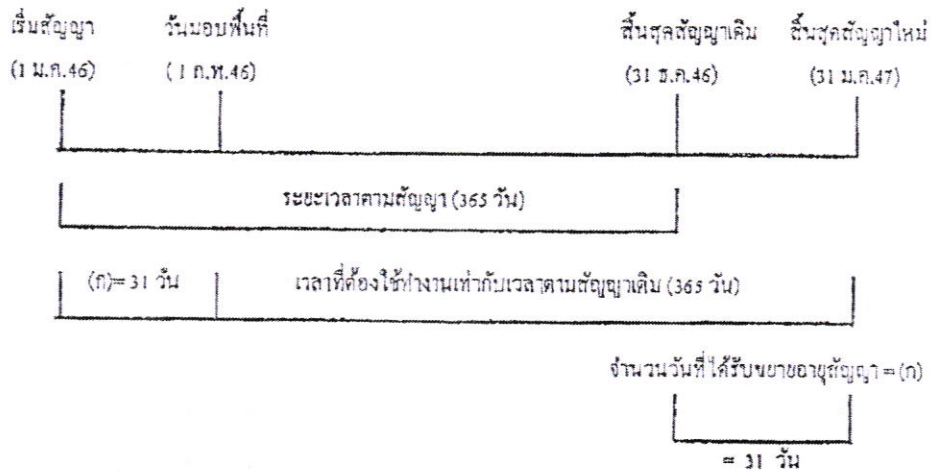 เริ่มสัญญา วันมอบพื้นที่ สิ้นสุดสัญญาเดิม สิ้นสุดสัญญาใหม่
(1 ม.ค.46) ( 1 ก.พ.46) (31 ธ.ค.46) (31 ม.ค.47)
ระยะเวลาตามสัญญา (365 วัน)
(ก)= 31 วัน เวลาที่ต้องใช้ทำงานเท่ากับเวลาตามสัญญาเดิม (365 วัน)
จำนวนวันที่ได้รับขยายอายุสัญญา = (ก)
= 31 วัน